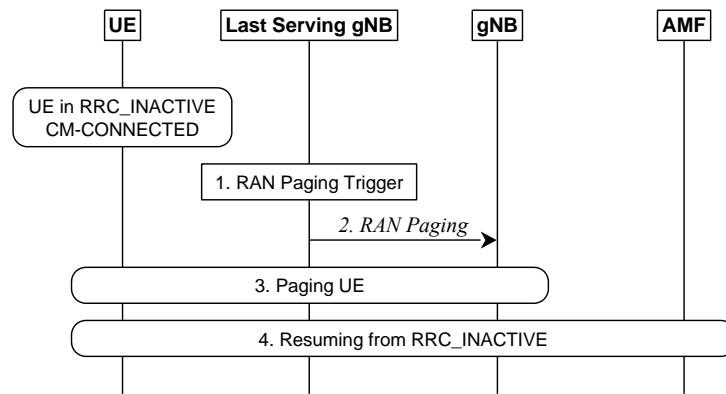 UE
Last Serving gNB
gNB
AMF
UE in RRC_INACTIVE
CM-CONNECTED
1. RAN Paging Trigger
2. RAN Paging
3. Paging UE
4. Resuming from RRC_INACTIVE